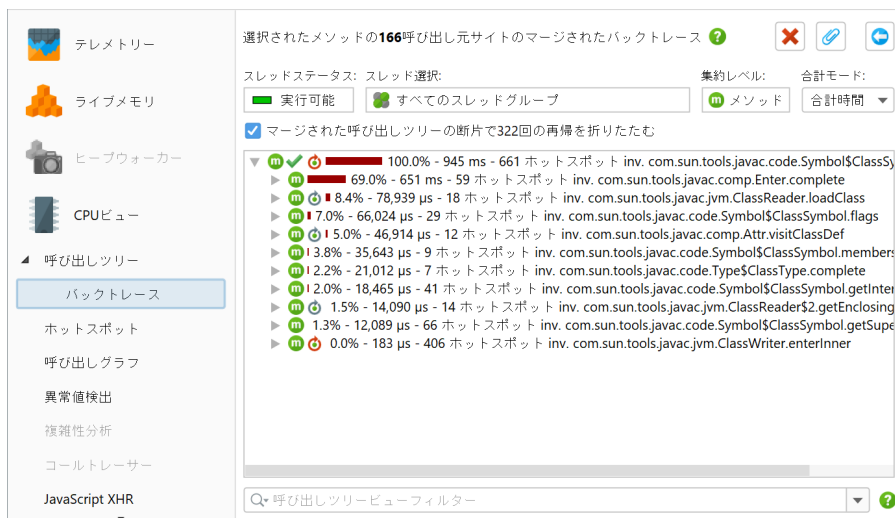 テレメトリー
ライブメモリ
ヒープウォーカー
CPUビュー
呼び出しツリー
バックトレース
ホットスポット
呼び出しグラフ
異常値検出
複雑性分析
コールトレーサー
JavaScript XHR
選択されたメソッドの166呼び出し元サイトのマージされたバックトレース
スレッドステータス: スレッド選択: 集約レベル: 合計モード:
実行可能 すべてのスレッドグループ メソッド 合計時間
マージされた呼び出しツリーの断片で322回の再帰を折りたたむ
100.0% - 945 ms - 661 ホットスポット inv. com.sun.tools.javac.code.Symbol$ClassSy
69.0% - 651 ms - 59 ホットスポット inv. com.sun.tools.javac.comp.Enter.complete
8.4% - 78,939 µs - 18 ホットスポット inv. com.sun.tools.javac.jvm.ClassReader.loadClass
7.0% - 66,024 µs - 29 ホットスポット inv. com.sun.tools.javac.code.Symbol$ClassSymbol.flags
5.0% - 46,914 µs - 12 ホットスポット inv. com.sun.tools.javac.comp.Attr.visitClassDef
3.8% - 35,643 µs - 9 ホットスポット inv. com.sun.tools.javac.code.Symbol$ClassSymbol.members
2.2% - 21,012 µs - 7 ホットスポット inv. com.sun.tools.javac.code.Type$ClassType.complete
2.0% - 18,465 µs - 41 ホットスポット inv. com.sun.tools.javac.code.Symbol$ClassSymbol.getInter
1.5% - 14,090 µs - 14 ホットスポット inv. com.sun.tools.javac.jvm.ClassReader$2.getEnclosing
1.3% - 12,089 µs - 66 ホットスポット inv. com.sun.tools.javac.code.Symbol$ClassSymbol.getSupe
0.0% - 183 µs - 406 ホットスポット inv. com.sun.tools.javac.jvm.ClassWriter.enterInner
呼び出しツリービューフィルター